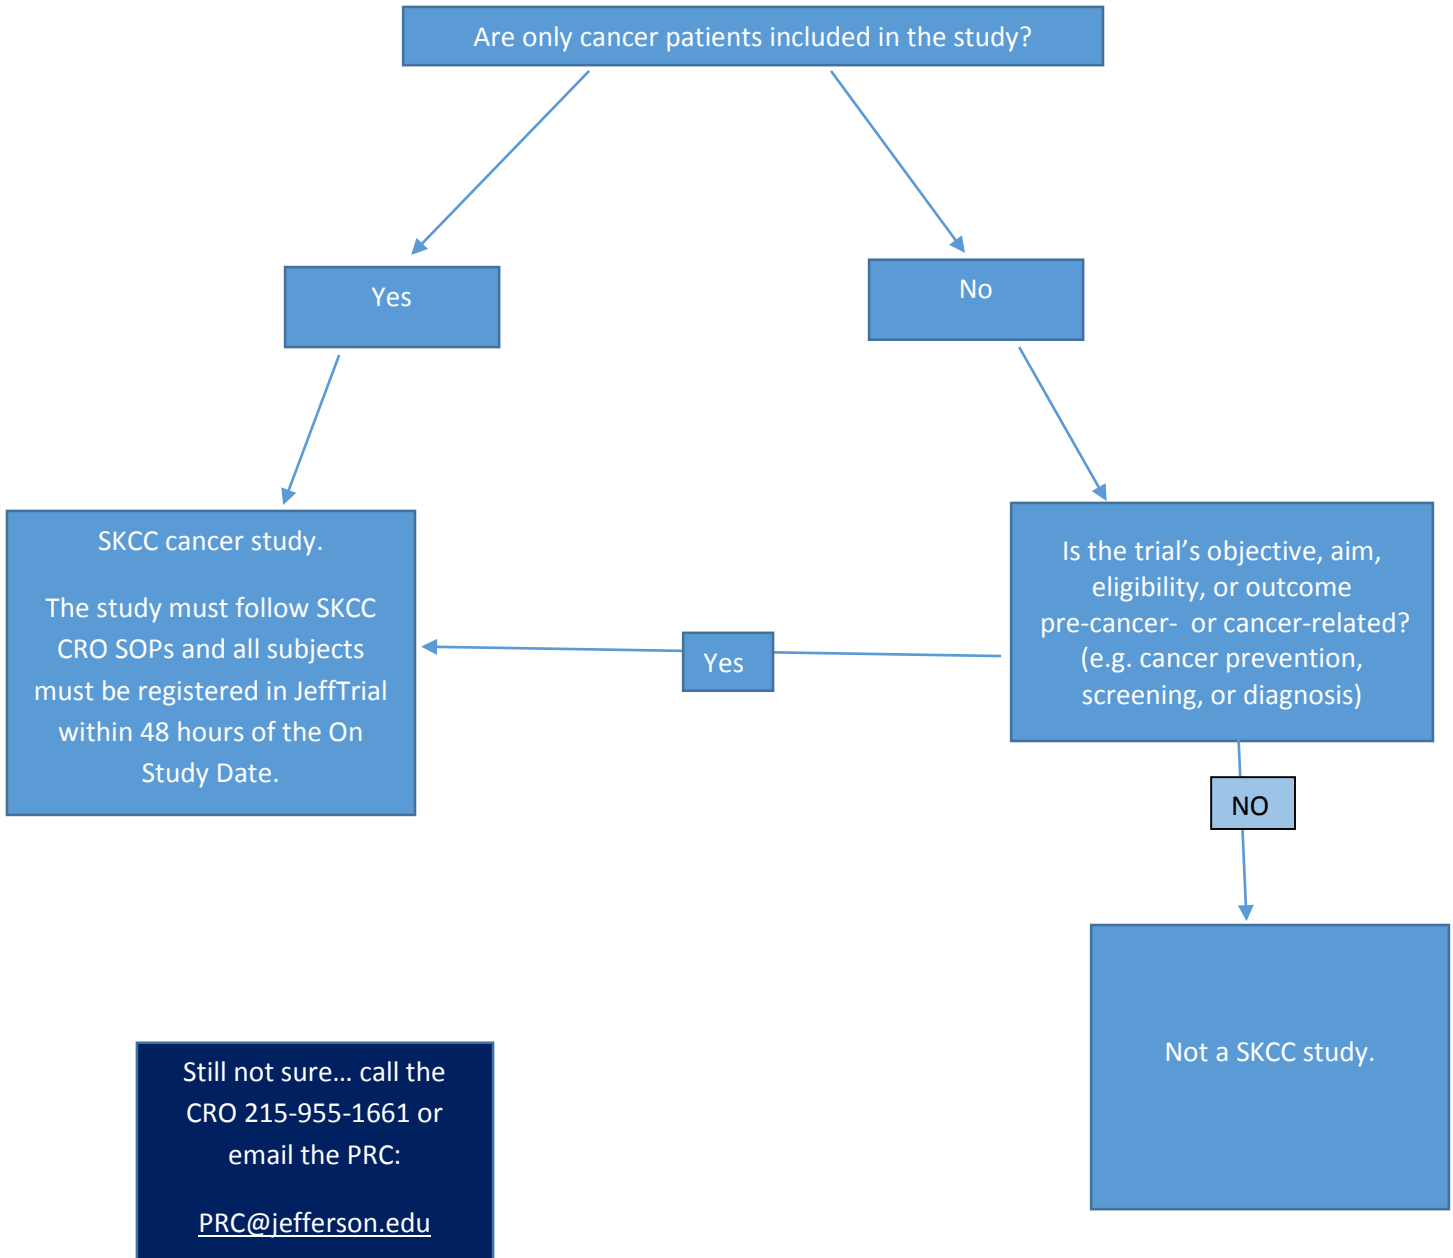 Are only cancer patients included in the study?
Yes
No
SKCC cancer study.
The study must follow SKCC
CRO SOPs and all subjects
must be registered in JeffTrial
within 48 hours of the On
Study Date.
Yes
Is the trial’s objective, aim,
eligibility, or outcome
pre-cancer-  or cancer-related?
(e.g. cancer prevention,
screening, or diagnosis)
NO
Not a SKCC study.
Still not sure… call the
CRO 215-955-1661 or
email the PRC:
PRC@jefferson.edu